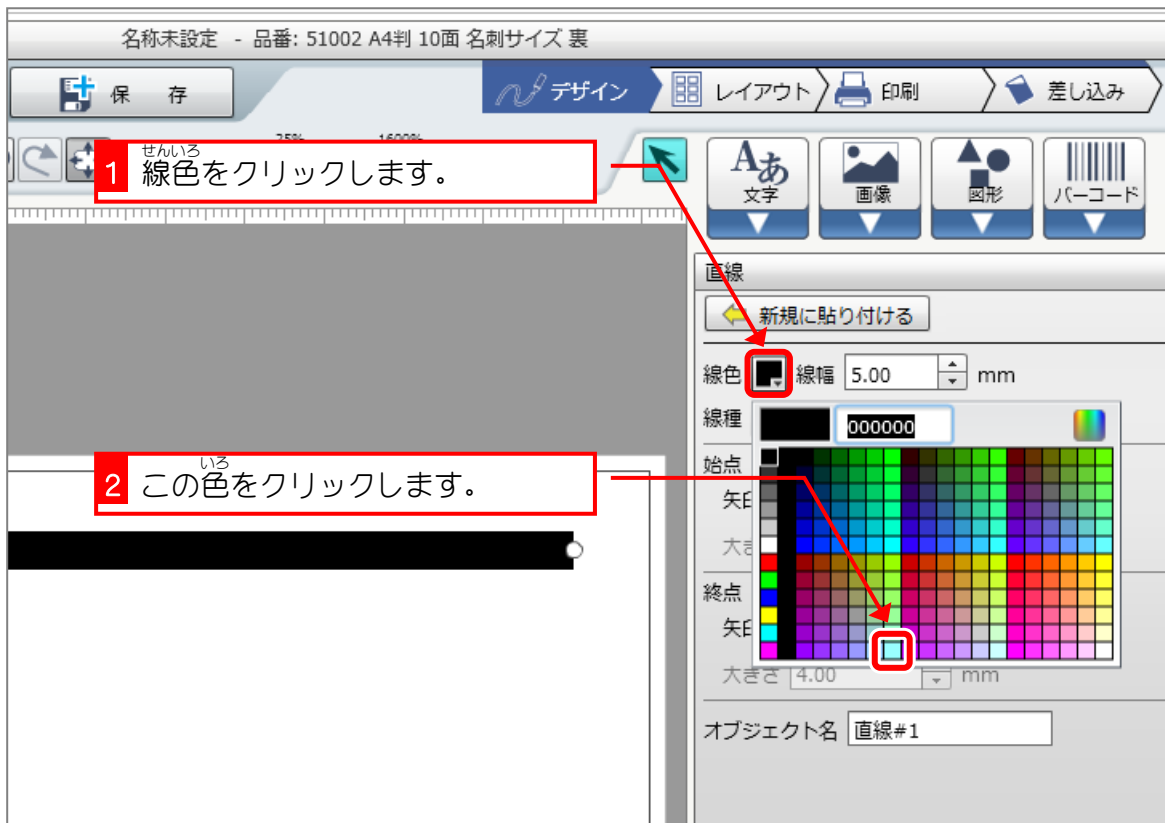 名称未設定 - 品番: 51002 A4判 10面 名刺サイズ 裏
保 存
デザイン
レイアウト
印刷
差し込み
25%
1600%
せんいろ
1 線色をクリックします。
Aあ
文字
画像
図形
バーコード
直線
新規に貼り付ける
線色
線幅 5.00 mm
線種
000000
始点
いろ
2 この色をクリックします。
大き
終点
大きさ 4.00 mm
オブジェクト名 直線#1